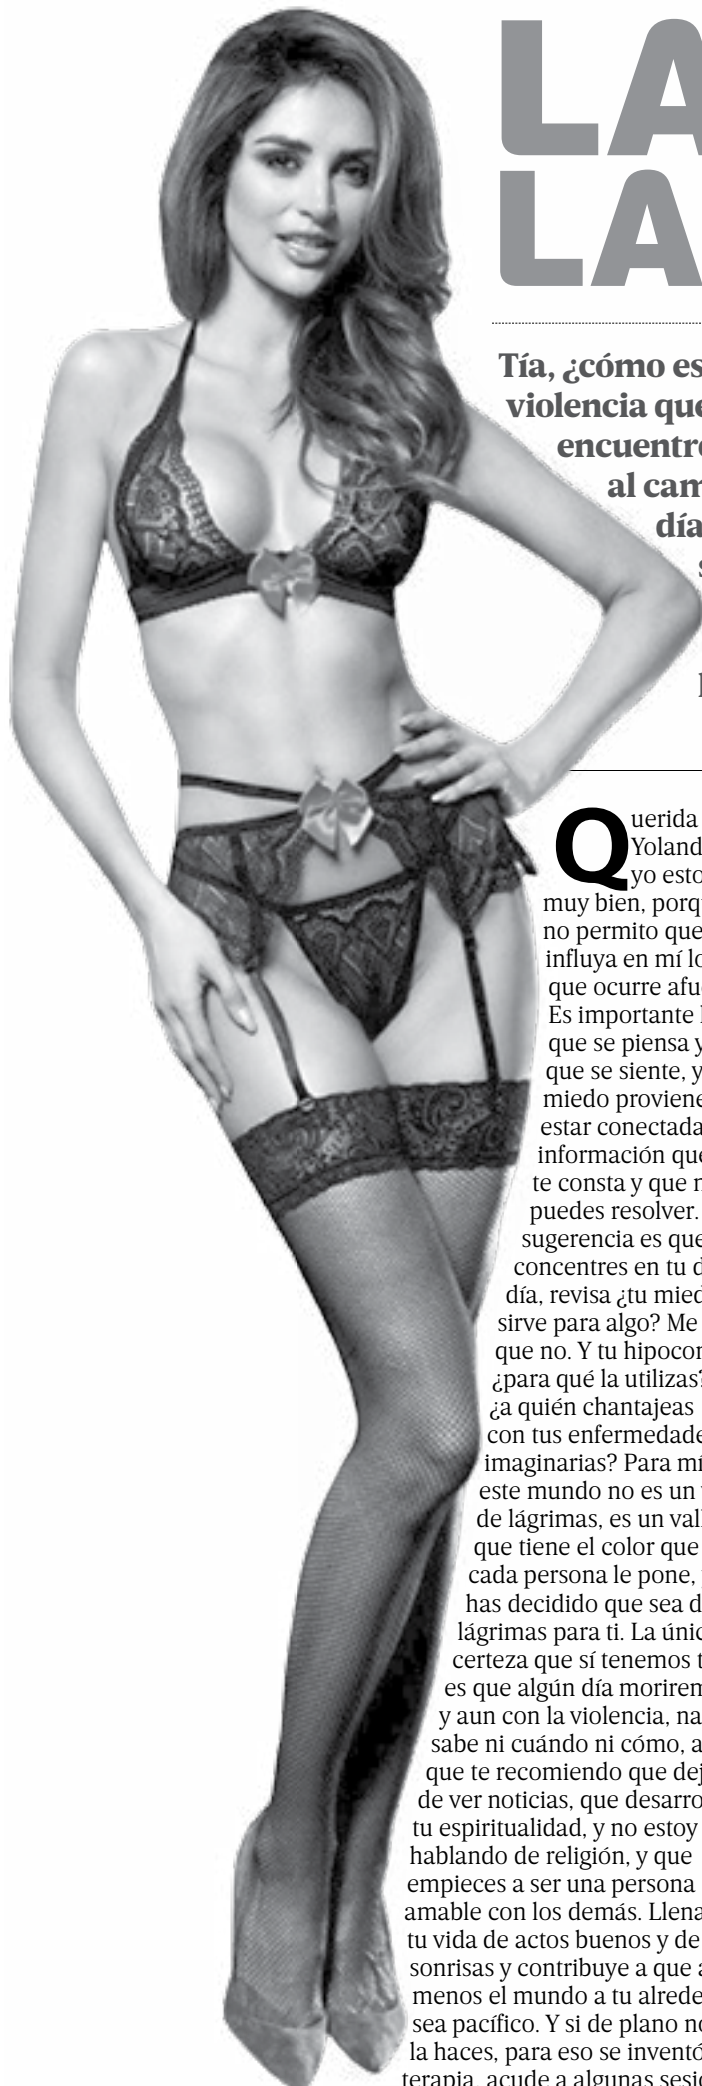 LA
LA
Tía, ¿cómo es
violencia que
encuentr
al cam
día
Querida
Yoland
yo esto
muy bien, porq
no permito que
influya en mí lo
que ocurre afu
Es importante
que se piensa y
que se siente, y
miedo proviene
estar conectada
información que
te consta y que
puedes resolver.
sugerencia es que
concentres en tu d
día, revisa ¿tu mied
sirve para algo? Me
que no. Y tu hipocon
¿para qué la utilizas?
¿a quién chantajeas
con tus enfermedade
imaginarias? Para mí
este mundo no es un
de lágrimas, es un val
que tiene el color que
cada persona le pone,
has decidido que sea d
lágrimas para ti. La únic
certeza que sí tenemos t
es que algún día morirem
y aun con la violencia, na
sabe ni cuándo ni cómo, a
que te recomiendo que dej
de ver noticias, que desarro
tu espiritualidad, y no estoy
hablando de religión, y que
empieces a ser una persona
amable con los demás. Llena
tu vida de actos buenos y de
sonrisas y contribuye a que a
menos el mundo a tu alrede
sea pacífico. Y si de plano no
la haces, para eso se inventó
terapia, acude a algunas sesio